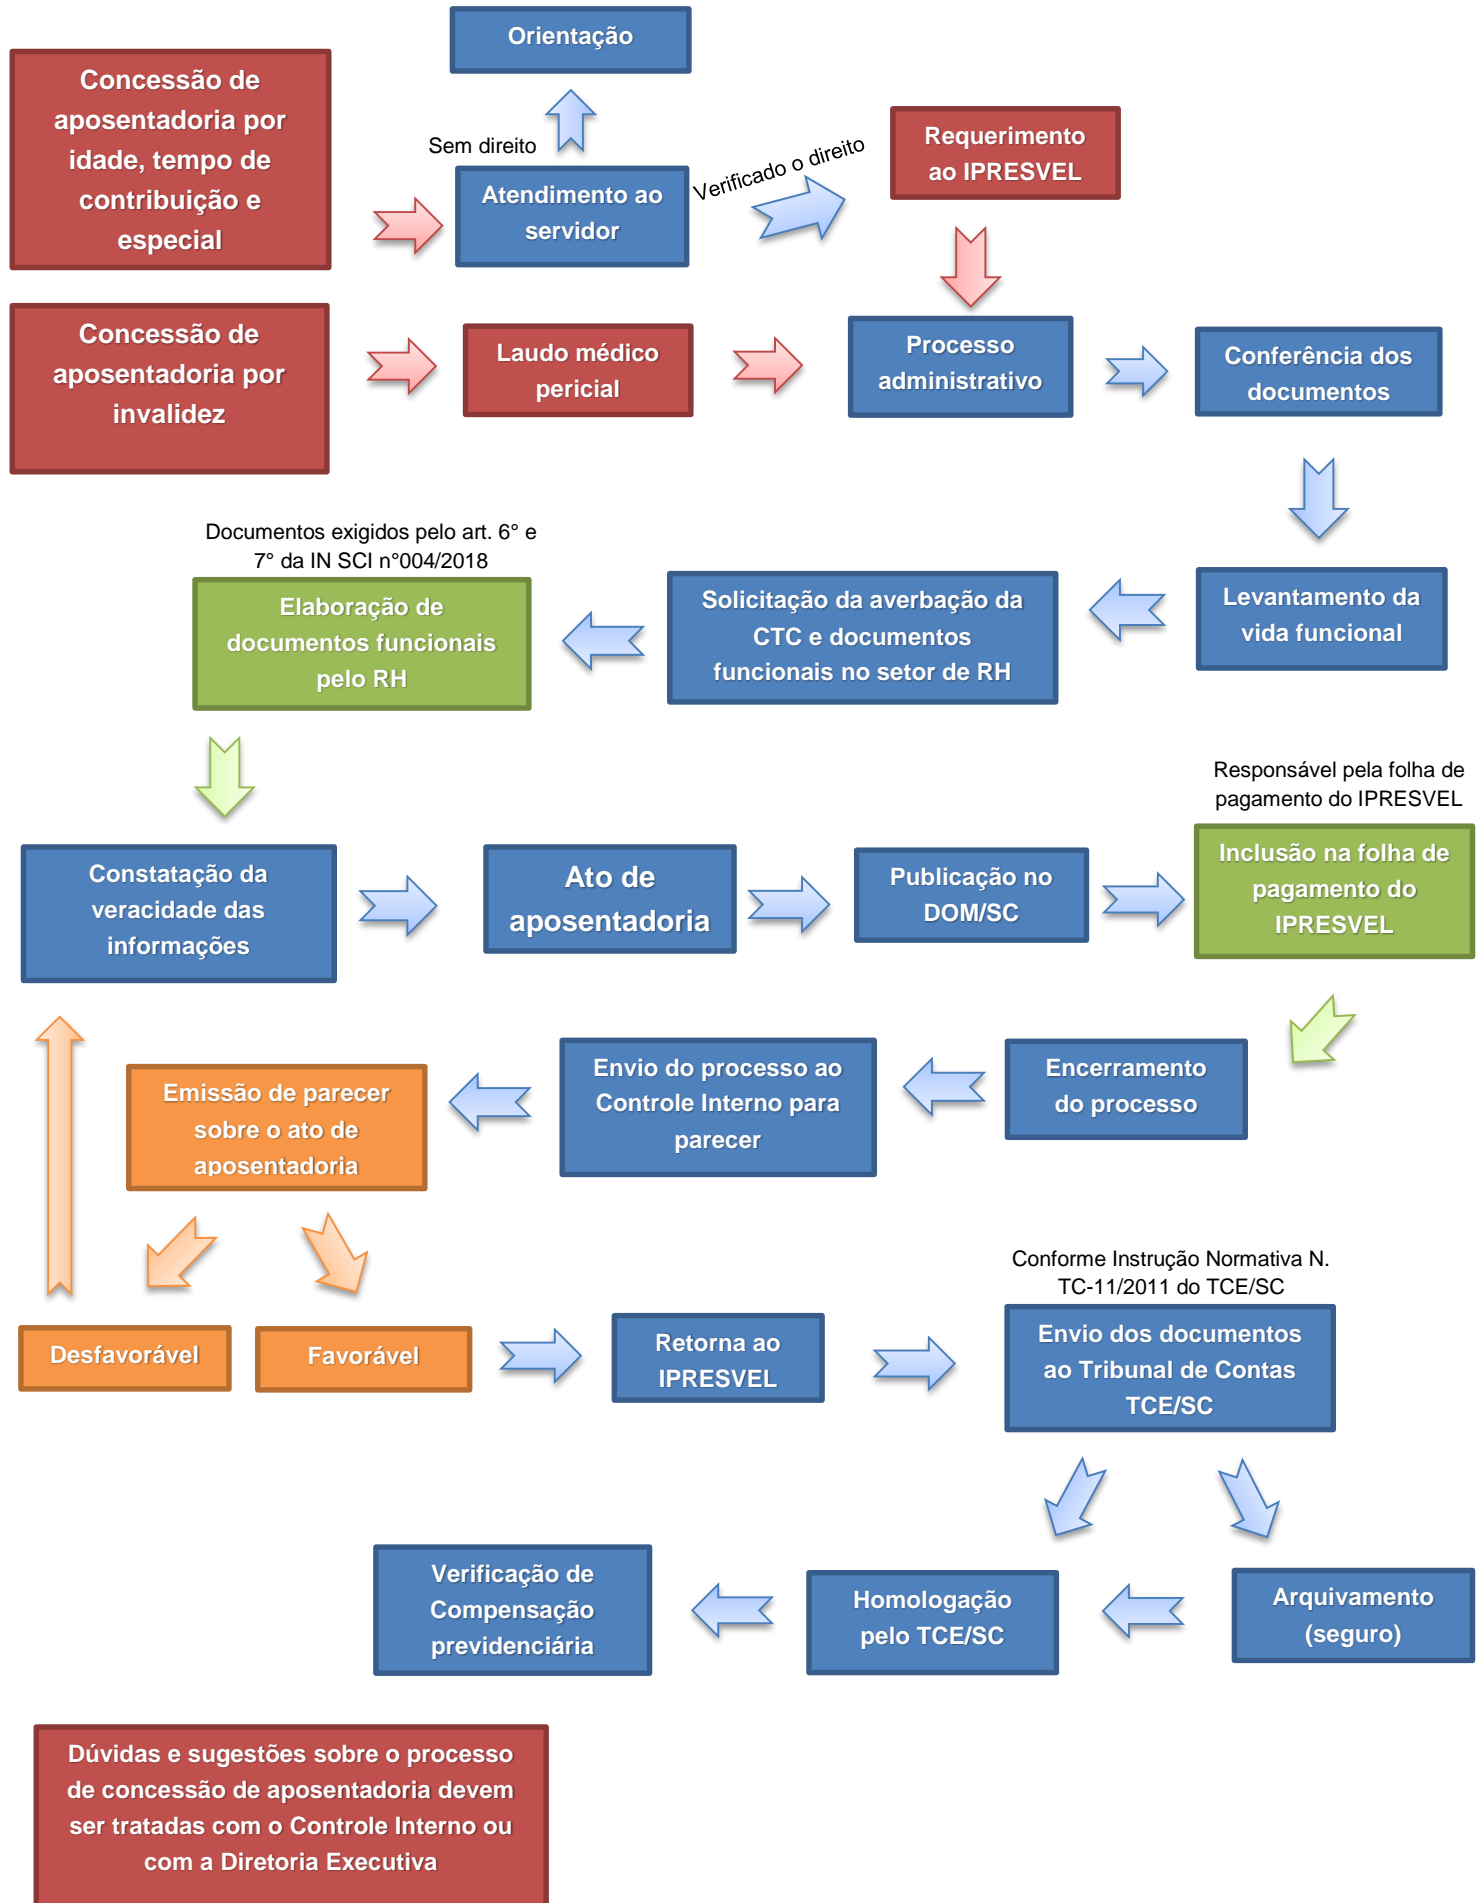 Orientação
Concessão de
aposentadoria por
idade, tempo de
contribuição e
especial
Sem direito
Atendimento ao
servidor
Verificado o direito
Requerimento
ao IPRESVEL
Concessão de
aposentadoria por
invalidez
Laudo médico
pericial
Processo
administrativo
Conferência dos
documentos
Documentos exigidos pelo art. 6° e
7° da IN SCI n°004/2018
Elaboração de
documentos funcionais
pelo RH
Solicitação da averbação da
CTC e documentos
funcionais no setor de RH
Levantamento da
vida funcional
Responsável pela folha de
pagamento do IPRESVEL
Constatação da
veracidade das
informações
Ato de
aposentadoria
Publicação no
DOM/SC
Inclusão na folha de
pagamento do
IPRESVEL
Emissão de parecer
sobre o ato de
aposentadoria
Envio do processo ao
Controle Interno para
parecer
Encerramento
do processo
Conforme Instrução Normativa N.
TC-11/2011 do TCE/SC
Desfavorável
Favorável
Retorna ao
IPRESVEL
Envio dos documentos
ao Tribunal de Contas
TCE/SC
Verificação de
Compensação
previdenciária
Homologação
pelo TCE/SC
Arquivamento
(seguro)
Dúvidas e sugestões sobre o processo
de concessão de aposentadoria devem
ser tratadas com o Controle Interno ou
com a Diretoria Executiva